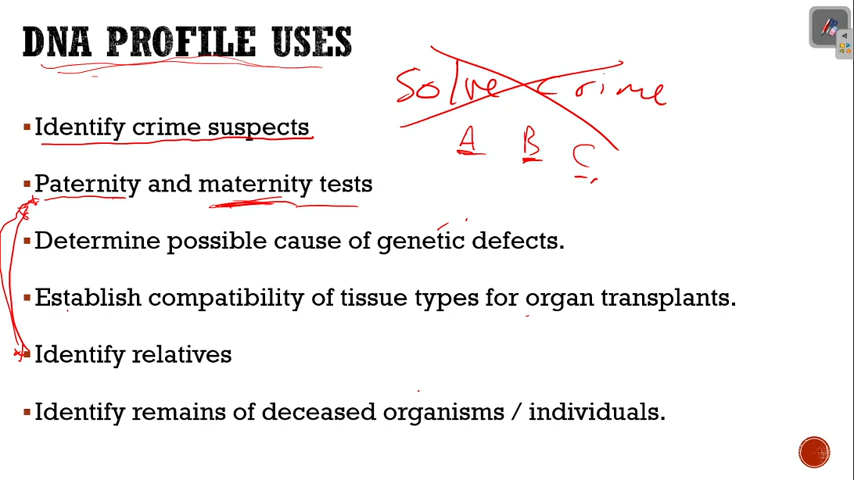 DNA PROFILE USES
Solve Crime
A B C
Identify crime suspects
Paternity and maternity tests
Determine possible cause of genetic defects.
Establish compatibility of tissue types for organ transplants.
Identify relatives
Identify remains of deceased organisms / individuals.